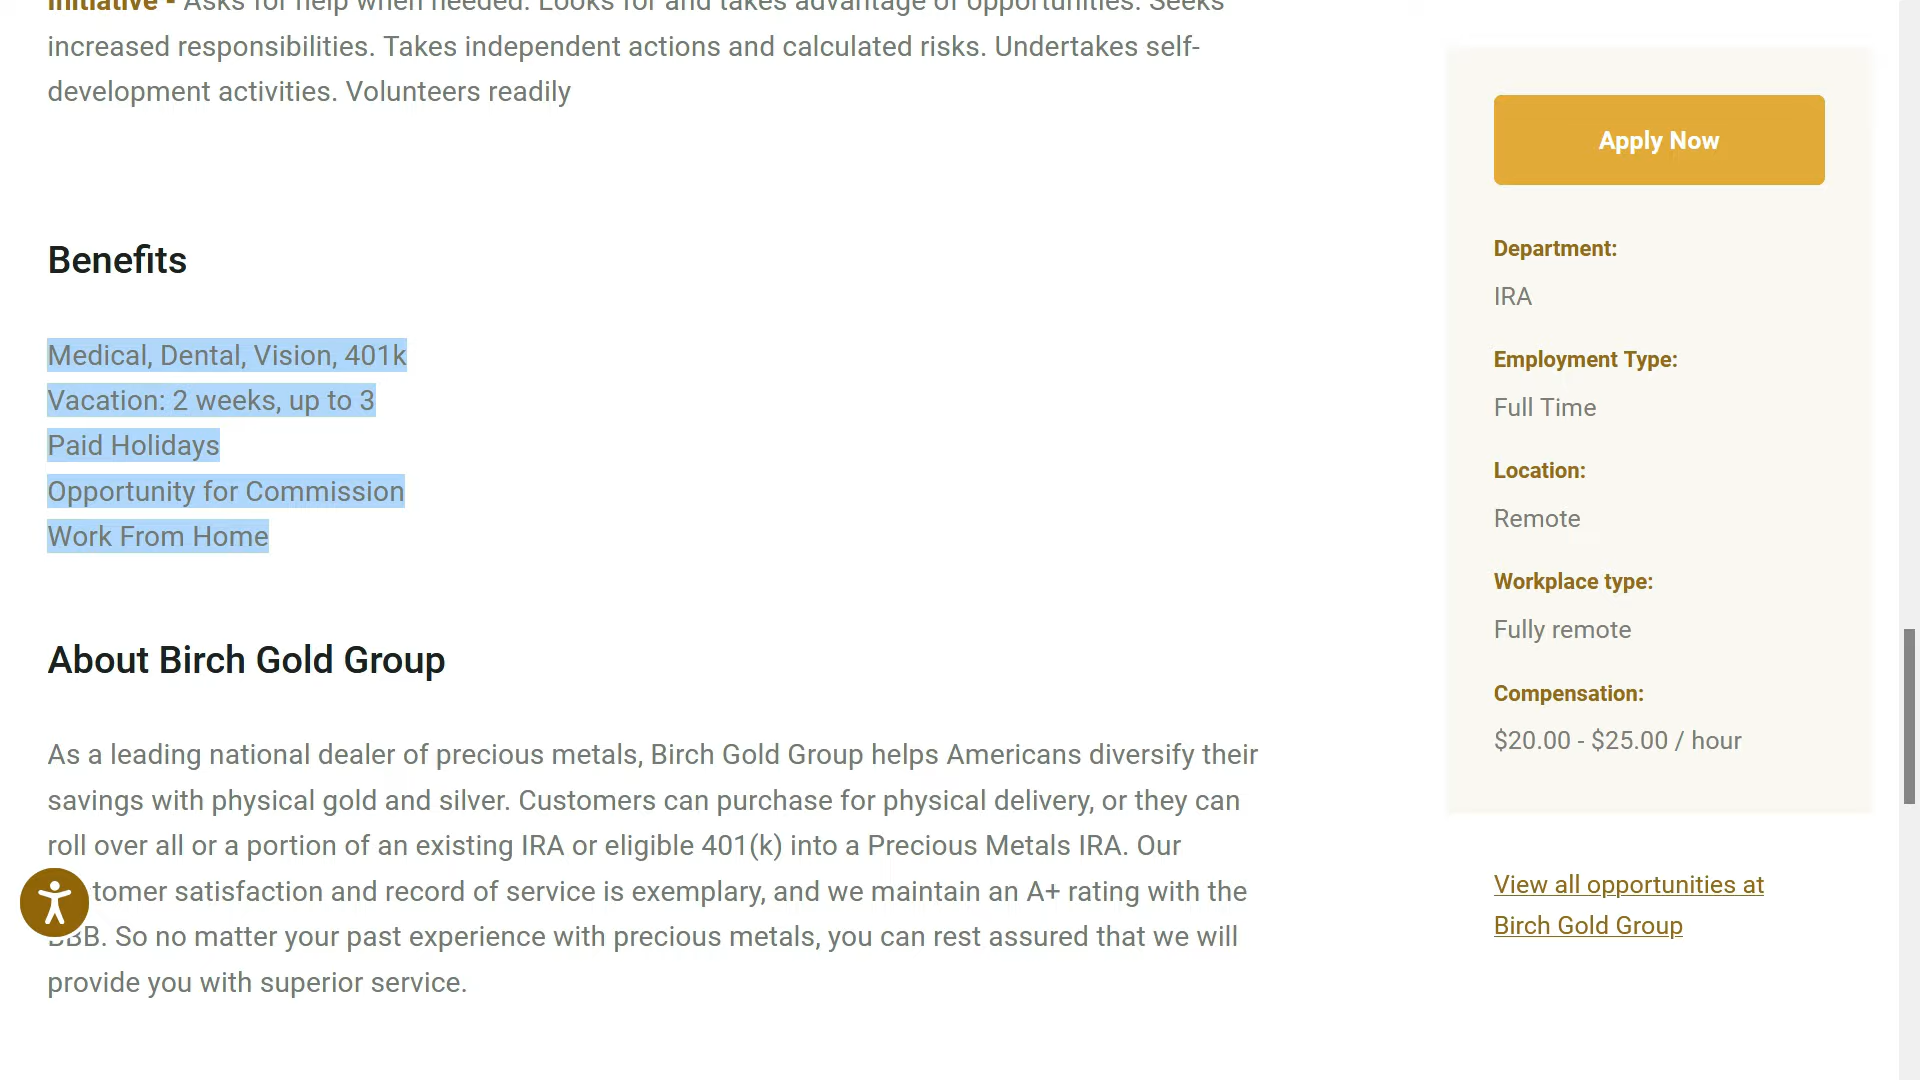 Initiative - Asks for help when needed. Looks for and takes advantage of opportunities. Seeks
increased responsibilities. Takes independent actions and calculated risks. Undertakes self-
development activities. Volunteers readily
Benefits
Medical, Dental, Vision, 401k
Vacation: 2 weeks, up to 3
Paid Holidays
Opportunity for Commission
Work From Home
About Birch Gold Group
As a leading national dealer of precious metals, Birch Gold Group helps Americans diversify their
savings with physical gold and silver. Customers can purchase for physical delivery, or they can
roll over all or a portion of an existing IRA or eligible 401(k) into a Precious Metals IRA. Our
tomer satisfaction and record of service is exemplary, and we maintain an A+ rating with the
BBB. So no matter your past experience with precious metals, you can rest assured that we will
provide you with superior service.
Apply Now
Department:
IRA
Employment Type:
Full Time
Location:
Remote
Workplace type:
Fully remote
Compensation:
$20.00 - $25.00 / hour
View all opportunities at
Birch Gold Group